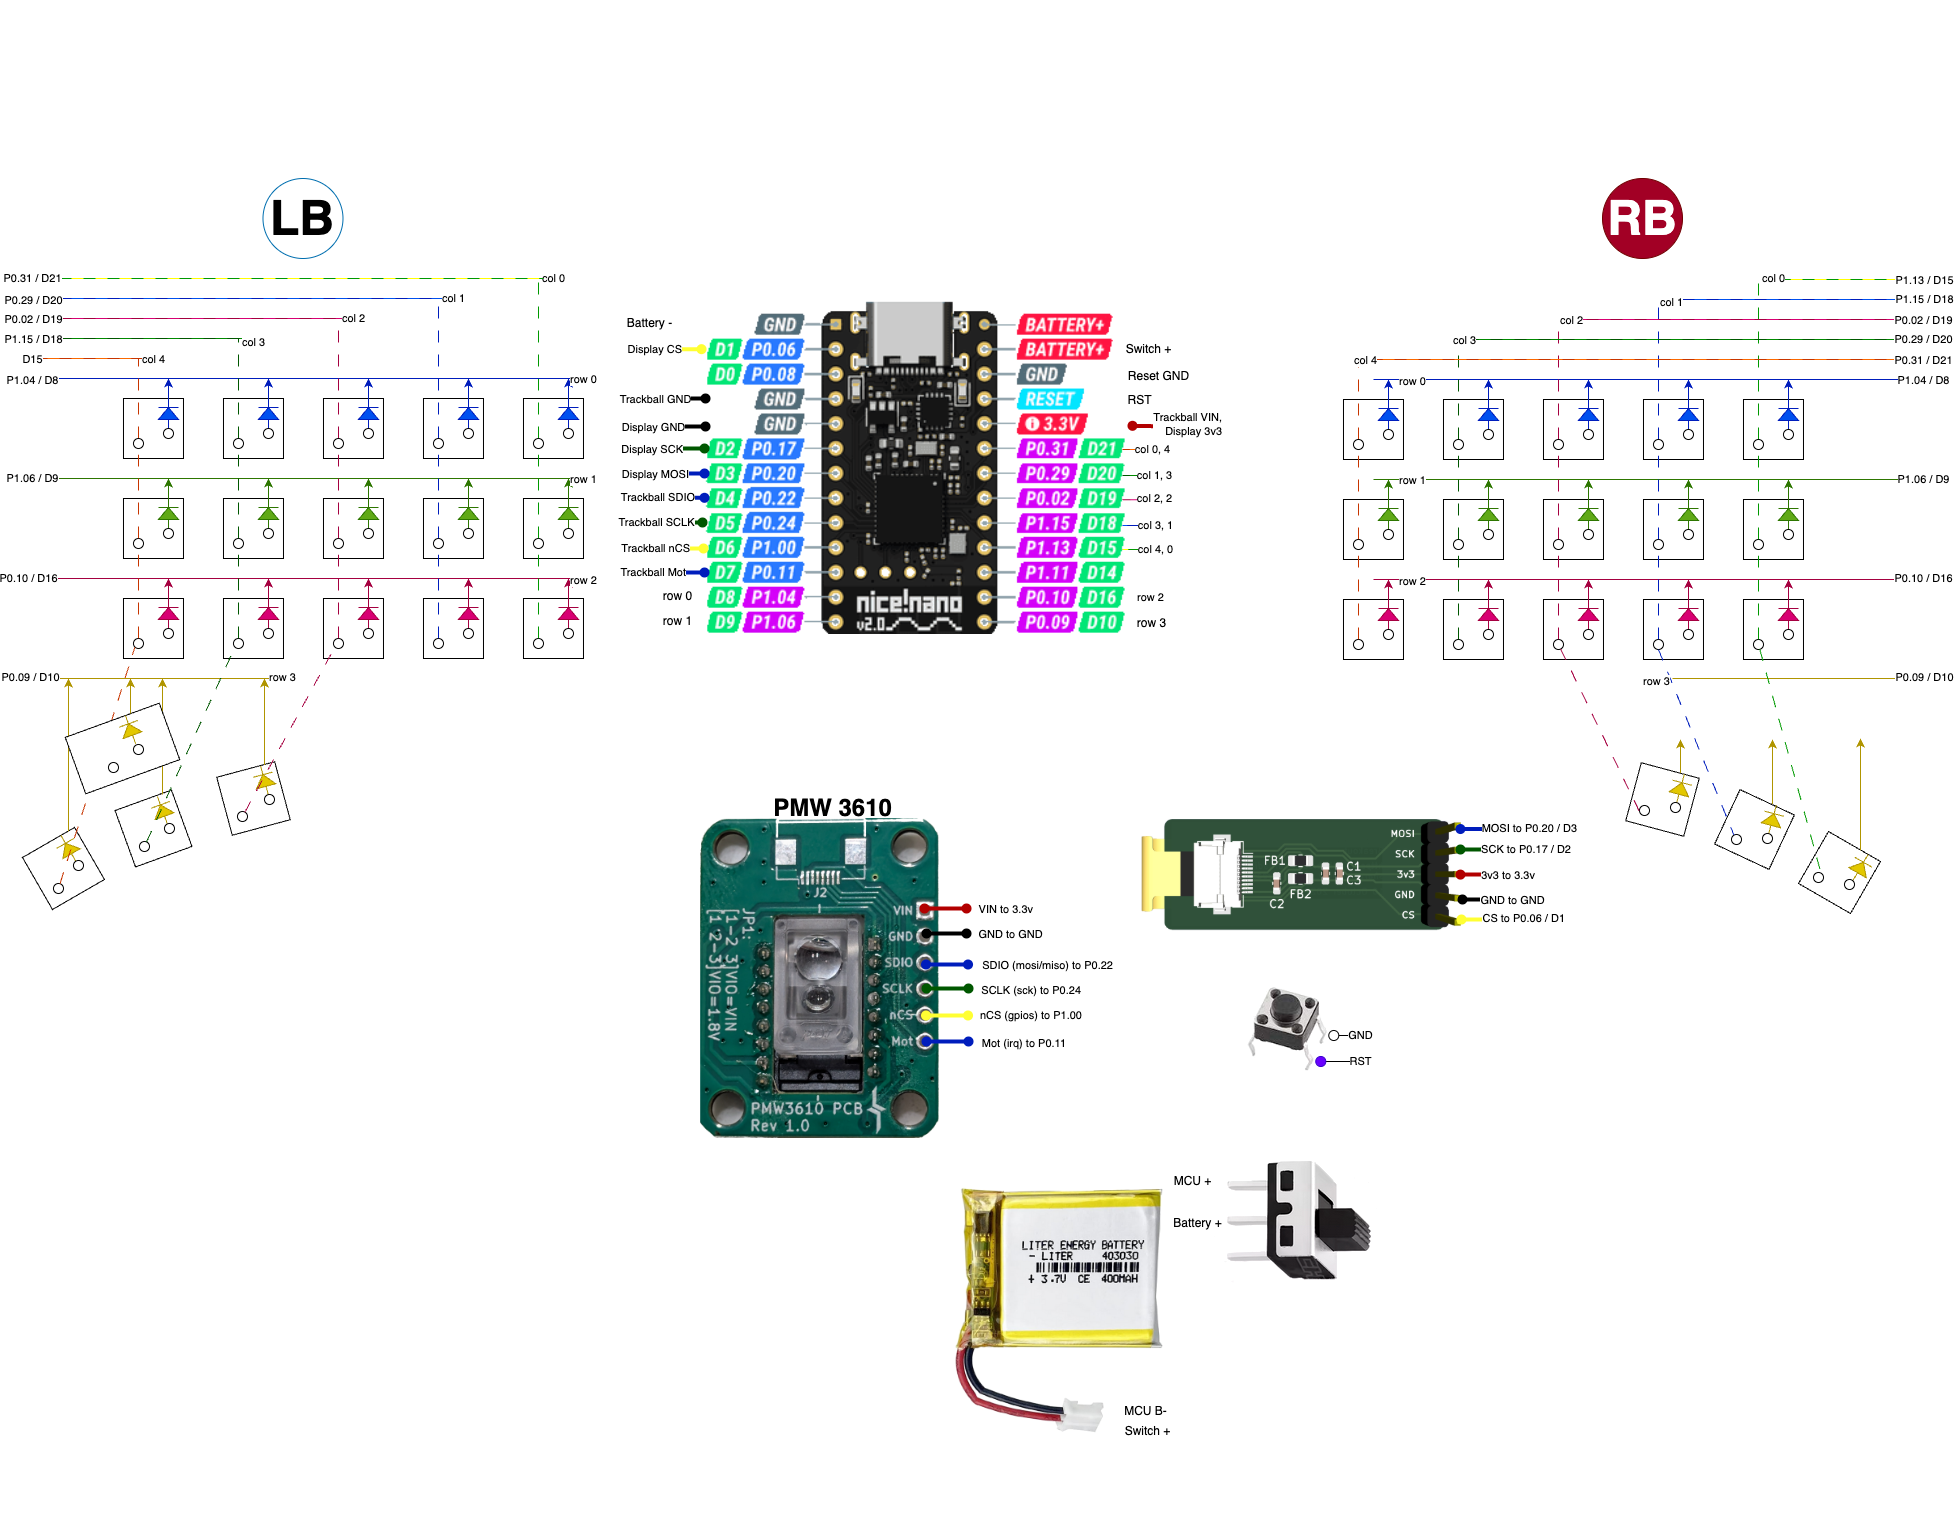 LB
RB
P0.31 / D21
col 0
P0.29 / D20
col 1
P0.02 / D19
col 2
P1.15 / D18
col 3
D15
col 4
P1.04 / D8
row 0
P1.06 / D9
row 1
P0.10 / D16
row 2
P0.09 / D10
row 3
Battery -
GND
Display CS
D1 P0.06
D0 P0.08
Trackball GND
GND
Display GND
GND
Display SCK
D2 P0.17
Display MOSI
D3 P0.20
Trackball SDIO
D4 P0.22
Trackball SCLK
D5 P0.24
Trackball nCS
D6 P1.00
Trackball Mot
D7 P0.11
row 0
D8 P1.04
row 1
D9 P1.06
nice!nano
v2.0
BATTERY+
BATTERY+
Switch +
GND
Reset GND
RESET
RST
3.3V
Trackball VIN,
Display 3v3
P0.31 D21
col 0, 4
P0.29 D20
col 1, 3
P0.02 D19
col 2, 2
P1.15 D18
col 3, 1
P1.13 D15
col 4, 0
P1.11 D14
P0.10 D16
row 2
P0.09 D10
row 3
col 0
P1.13 / D15
col 1
P1.15 / D18
col 2
P0.02 / D19
col 3
P0.29 / D20
col 4
P0.31 / D21
row 0
P1.04 / D8
row 1
P1.06 / D9
row 2
P0.10 / D16
row 3
P0.09 / D10
PMW 3610
J2
JP1:
[1-2 3]VIO=VIN
[1 2-3]VIO=1.8V
VIN
GND
SDIO
SCLK
nCS
Mot
PMW3610 PCB
Rev 1.0
VIN to 3.3v
GND to GND
SDIO (mosi/miso) to P0.22
SCLK (sck) to P0.24
nCS (gpios) to P1.00
Mot (irq) to P0.11
FB1
C1
C3
FB2
C2
MOSI
SCK
3v3
GND
CS
MOSI to P0.20 / D3
SCK to P0.17 / D2
3v3 to 3.3v
GND to GND
CS to P0.06 / D1
GND
RST
MCU +
Battery +
LITER ENERGY BATTERY
- LITER 403030
+ 3.7V CE 400MAH
MCU B-
Switch +